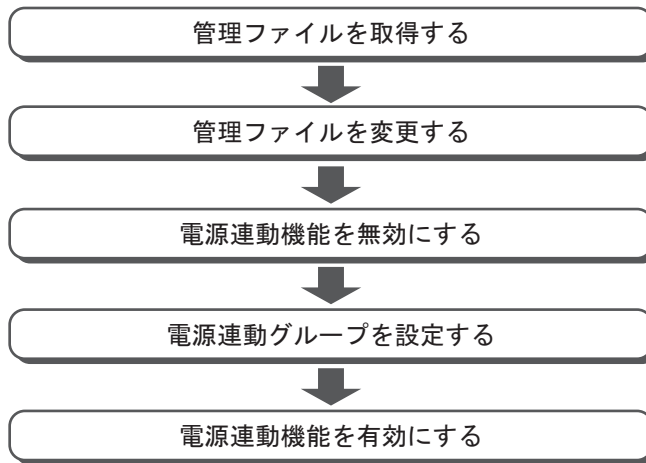 管理ファイルを取得する
管理ファイルを変更する
電源連動機能を無効にする
電源連動グループを設定する
電源連動機能を有効にする